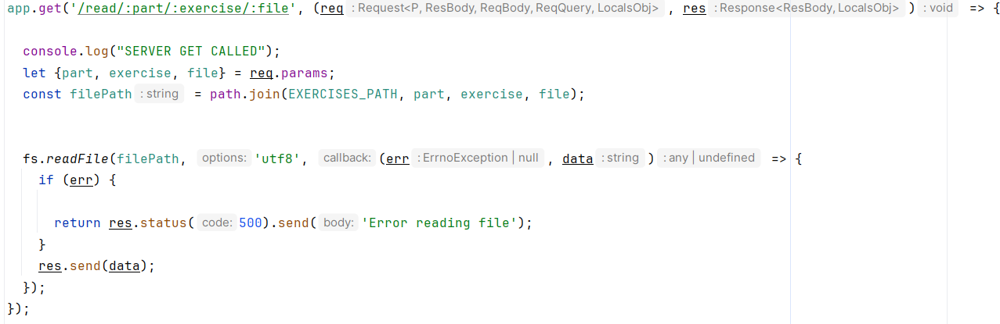 app.get('/read/:part/:exercise/:file', (req : Request<P, ResBody, ReqBody, ReqQuery, LocalsObj> , res : Response<ResBody, LocalsObj> ) : void => {
console.log("SERVER GET CALLED");
let {part, exercise, file} = req.params;
const filePath : string = path.join(EXERCISES_PATH, part, exercise, file);
fs.readFile(filePath, options: 'utf8', callback: (err : ErrnoException | null , data : string ) : any | undefined => {
if (err) {
return res.status( code: 500).send( body: 'Error reading file');
}
res.send(data);
});
});